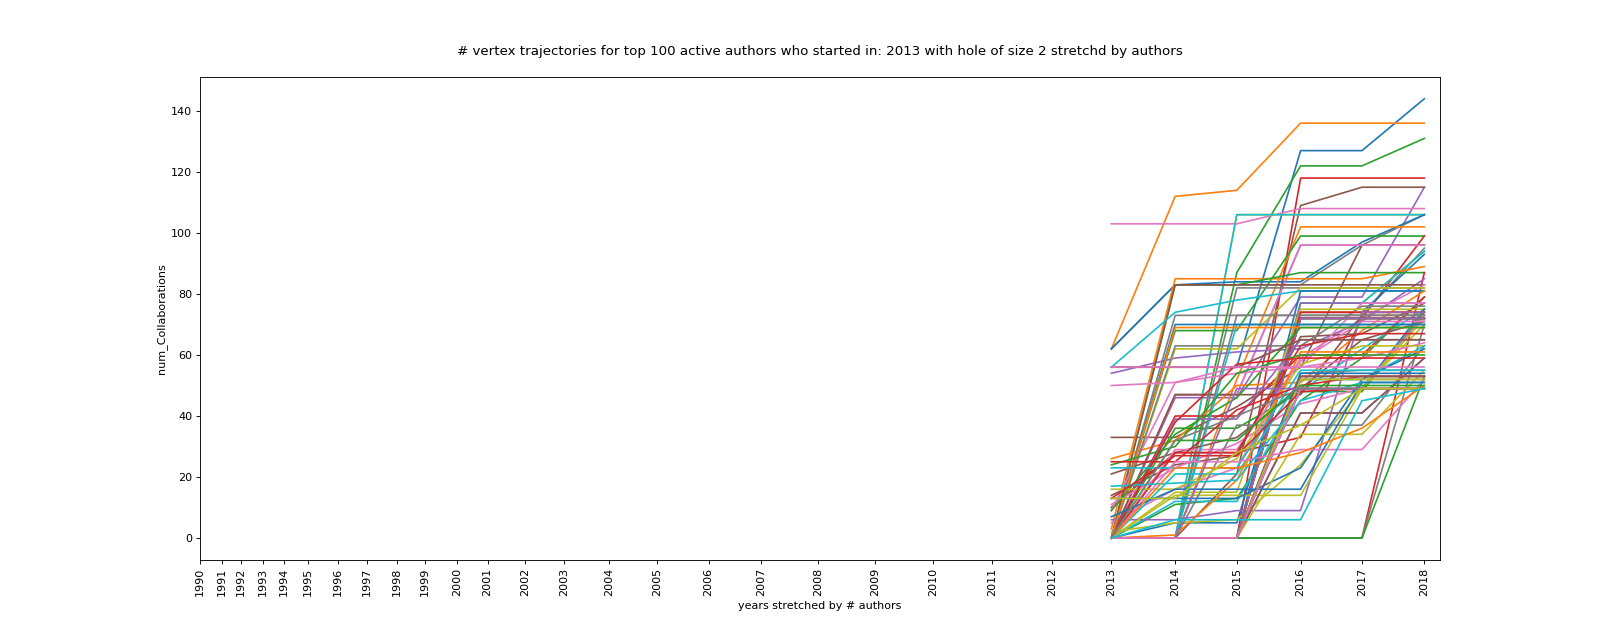 # vertex trajectories for top 100 active authors who started in: 2013 with hole of size 2 stretchd by authors
140
120
100
80
60
40
20
0
num_Collaborations
1990 1991 1992 1993 1994 1995 1996 1997 1998 1999 2000 2001 2002 2003 2004 2005 2006 2007 2008 2009 2010 2011 2012 2013 2014 2015 2016 2017 2018
years stretched by # authors